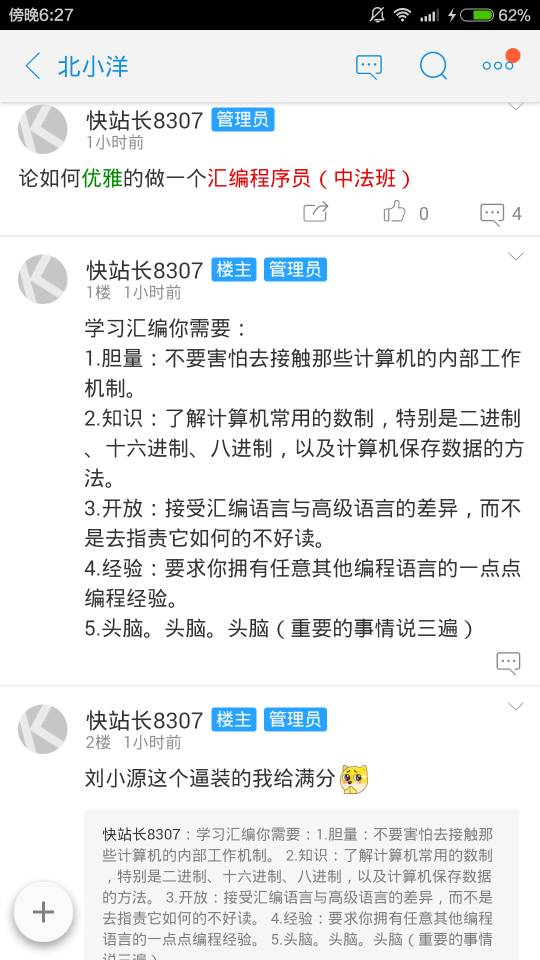 傍晚6:27
62%
北小洋
快站长8307 管理员
1小时前
论如何优雅的做一个汇编程序员（中法班）
0
4
快站长8307 楼主 管理员
1楼 1小时前
学习汇编你需要：
1.胆量：不要害怕去接触那些计算机的内部工作
机制。
2.知识：了解计算机常用的数制，特别是二进制
、十六进制、八进制，以及计算机保存数据的方
法。
3.开放：接受汇编语言与高级语言的差异，而不
是去指责它如何的不好读。
4.经验：要求你拥有任意其他编程语言的一点点
编程经验。
5.头脑。头脑。头脑（重要的事情说三遍）
快站长8307 楼主 管理员
2楼 1小时前
刘小源这个逼装的我给满分
快站长8307：学习汇编你需要：1.胆量：不要害怕去接触那
些计算机的内部工作机制。 2.知识：了解计算机常用的数制
，特别是二进制、十六进制、八进制，以及计算机保存数据
的方法。 3.开放：接受汇编语言与高级语言的差异，而不是
去指责它如何的不好读。 4.经验：要求你拥有任意其他编程
语言的一点点编程经验。 5.头脑。头脑。头脑（重要的事情
说三遍）